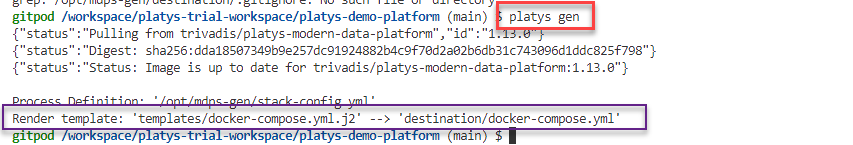 grep: /opt/mdps-gen/destination/.gitignore: No such file or directory
gitpod /workspace/platys-trial-workspace/platys-demo-platform (main) $ platys gen
{"status":"Pulling from trivadis/platys-modern-data-platform","id":"1.13.0"}
{"status":"Digest: sha256:dda18507349b9e257dc91924882b4c9f70d2a02b6db31c743096d1ddc825f798"}
{"status":"Status: Image is up to date for trivadis/platys-modern-data-platform:1.13.0"}
Process Definition: '/opt/mdps-gen/stack-config.yml'
Render template: 'templates/docker-compose.yml.j2' --> 'destination/docker-compose.yml'
gitpod /workspace/platys-trial-workspace/platys-demo-platform (main) $